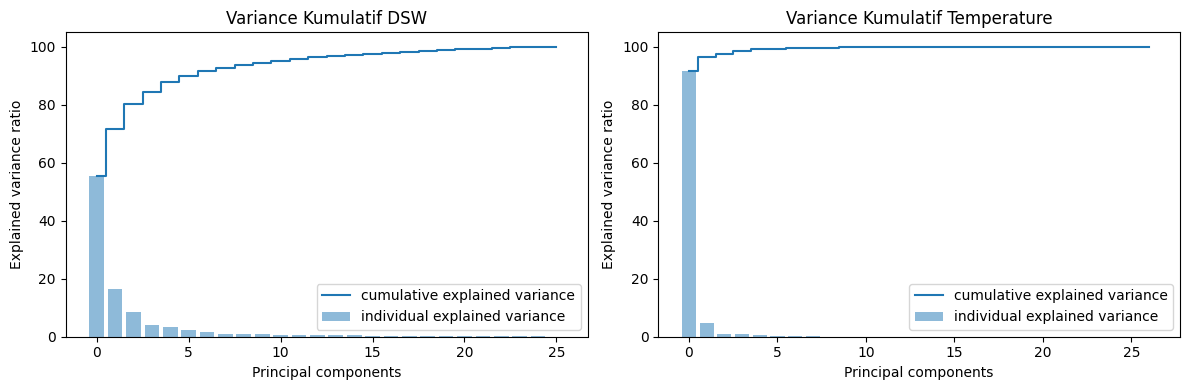 Variance Kumulatif DSW
Explained variance ratio
100
80
60
40
20
0
0 5 10 15 20 25
Principal components
cumulative explained variance
individual explained variance
Variance Kumulatif Temperature
Explained variance ratio
100
80
60
40
20
0
0 5 10 15 20 25
Principal components
cumulative explained variance
individual explained variance